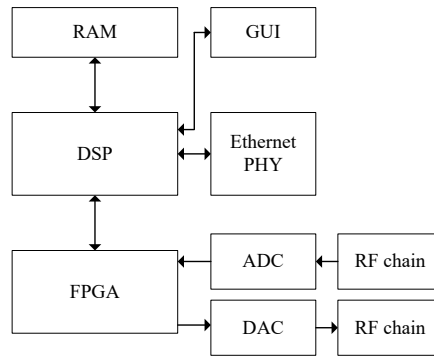 RAM
GUI
DSP
Ethernet
PHY
FPGA
ADC
RF chain
DAC
RF chain